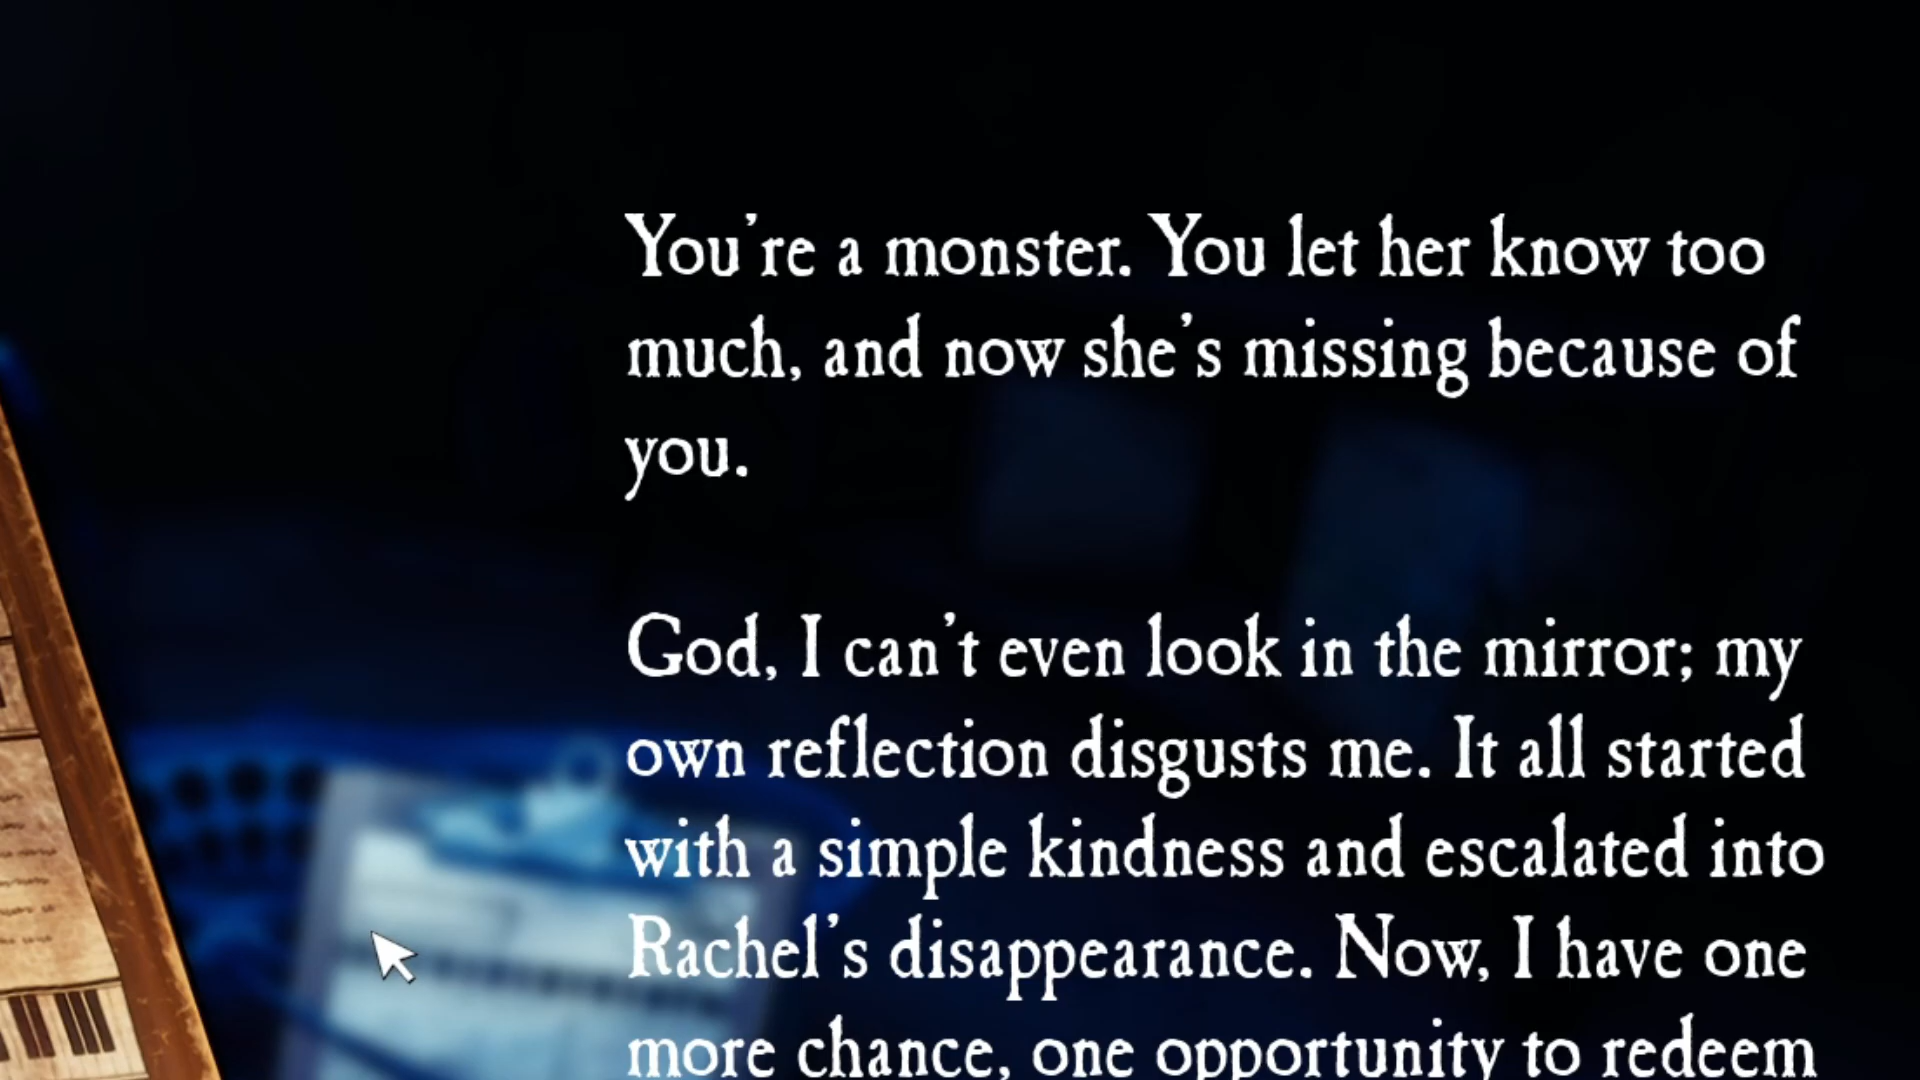 You're a monster. You let her know too
much, and now she's missing because of
you.
God, I can't even look in the mirror; my
own reflection disgusts me. It all started
with a simple kindness and escalated into
Rachel's disappearance. Now, I have one
more chance, one opportunity to redeem